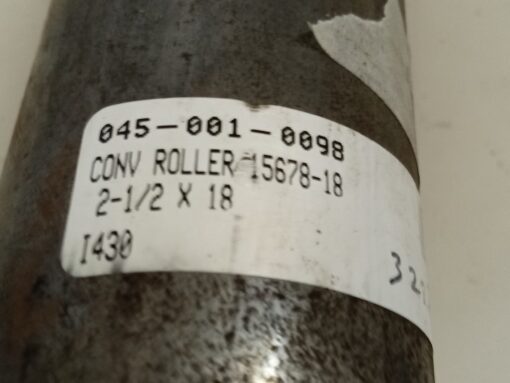 045-001-0098
CONV ROLLER 15678-18
2-1/2 X 18
I430